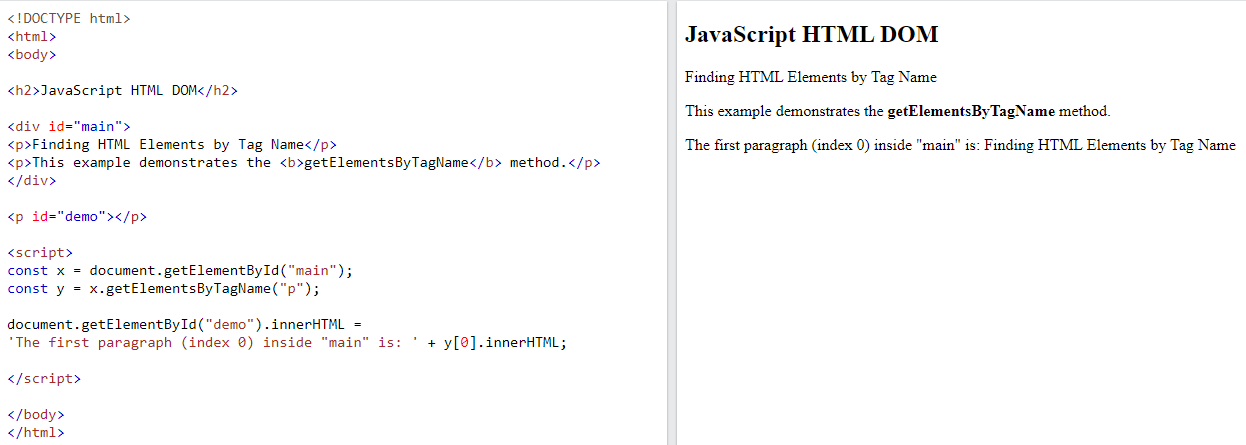 <!DOCTYPE html>
<html>
<body>
<h2>JavaScript HTML DOM</h2>
<div id="main">
<p>Finding HTML Elements by Tag Name</p>
<p>This example demonstrates the <b>getElementsByTagName</b> method.</p>
</div>
<p id="demo"></p>
<script>
const x = document.getElementById("main");
const y = x.getElementsByTagName("p");
document.getElementById("demo").innerHTML =
'The first paragraph (index 0) inside "main" is: ' + y[0].innerHTML;
</script>
</body>
</html>
JavaScript HTML DOM
Finding HTML Elements by Tag Name
This example demonstrates the getElementsByTagName method.
The first paragraph (index 0) inside "main" is: Finding HTML Elements by Tag Name